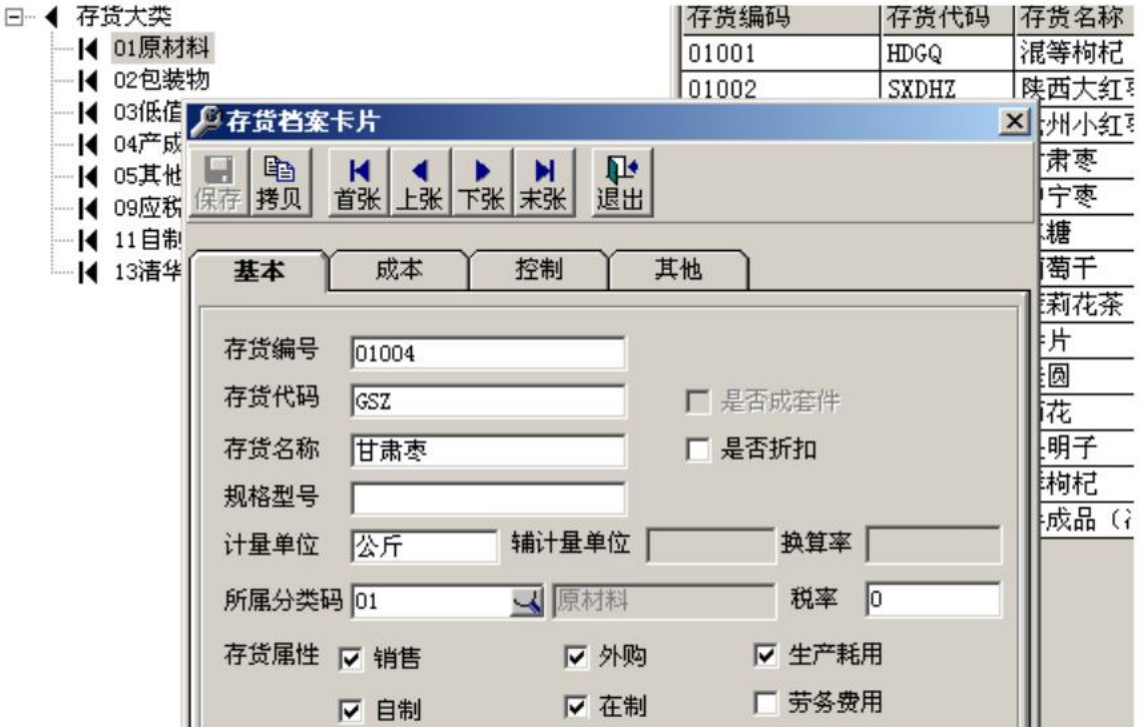 存货大类
01原材料
02包装物
03低值
04产成
05其他
09应税
11自制
13清华
存货编码 存货代码 存货名称
01001 HDGQ 混等枸杞
01002 SXDHZ 陕西大红
州小红
肃枣
宁枣
糖
萄干
莉花茶
片
圆
花
明子
枸杞
成品（
存货档案卡片
保存 拷贝 首张 上张 下张 末张 退出
基本 成本 控制 其他
存货编号 01004
存货代码 GSZ 是否成套件
存货名称 甘肃枣 是否折扣
规格型号
计量单位 公斤 辅计量单位 换算率
所属分类码 01 原材料 税率 0
存货属性 销售 外购 生产耗用
自制 在制 劳务费用